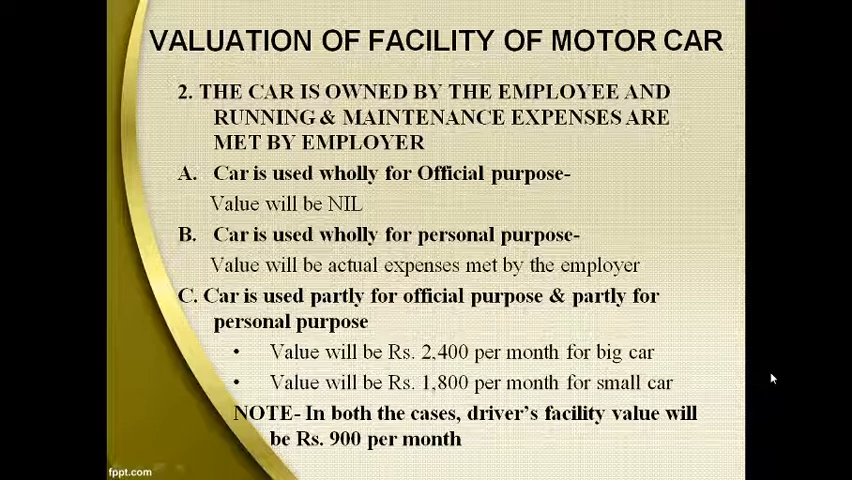 VALUATION OF FACILITY OF MOTOR CAR
2. THE CAR IS OWNED BY THE EMPLOYEE AND
RUNNING & MAINTENANCE EXPENSES ARE
MET BY EMPLOYER
A. Car is used wholly for Official purpose-
Value will be NIL
B. Car is used wholly for personal purpose-
Value will be actual expenses met by the employer
C. Car is used partly for official purpose & partly for
personal purpose
• Value will be Rs. 2,400 per month for big car
• Value will be Rs. 1,800 per month for small car
NOTE- In both the cases, driver's facility value will
be Rs. 900 per month
fppt.com